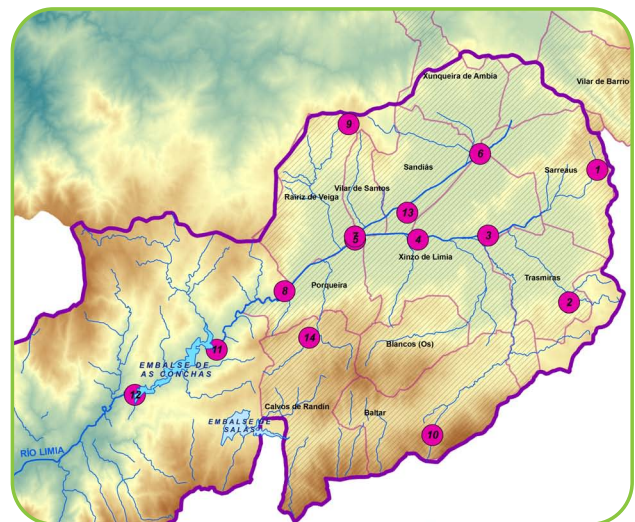 Xunqueira de Ambia
Vilar de Barrio
9
6
Sandiás
1
Sarreaus
Vilar de Santos
Rairiz de Veiga
13
5
4
3
Xinzo de Limia
Trasmiras
Porqueira
8
2
14
11
Blancos (Os)
EMBALSE DE
AS CONCHAS
12
Calvos de Randín
Baltar
EMBALSE DE
SALAS
10
RÍO LIMIA